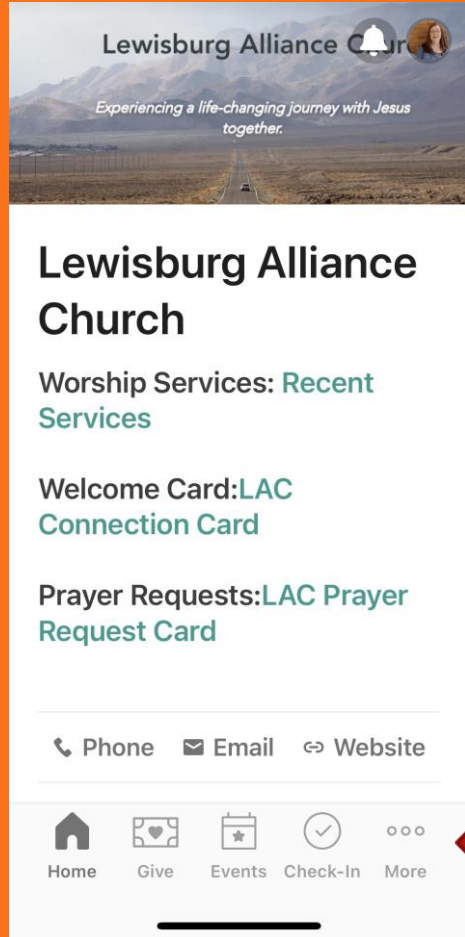 Lewisburg Alliance
Experiencing a life-changing journey with Jesus
together.
Lewisburg Alliance
Church
Worship Services: Recent
Services
Welcome Card:LAC
Connection Card
Prayer Requests:LAC Prayer
Request Card
Phone Email Website
Home Give Events Check-In More